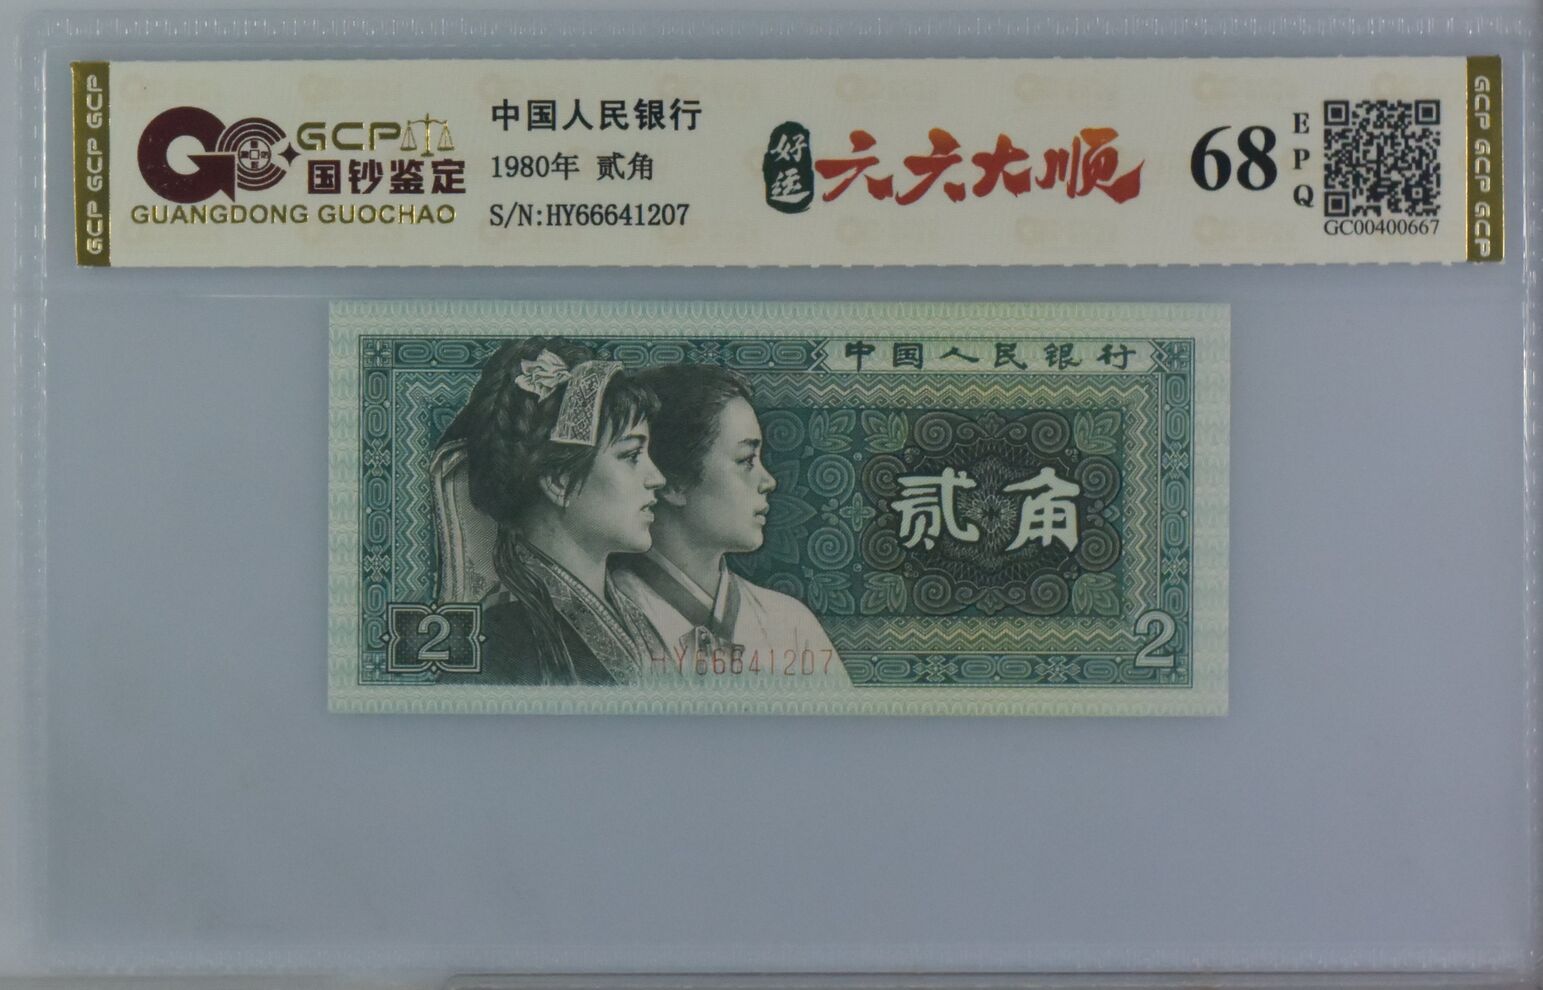 GCP GCP GCP
GCP
国钞鉴定
GUANGDONG GUOCHAO
中国人民银行
1980年 贰角
S/N:HY66641207
好运
六六大顺
68
EPQ
GC00400667
GCP GCP GCP
中国人民银行
贰角
2
2
HY66641207